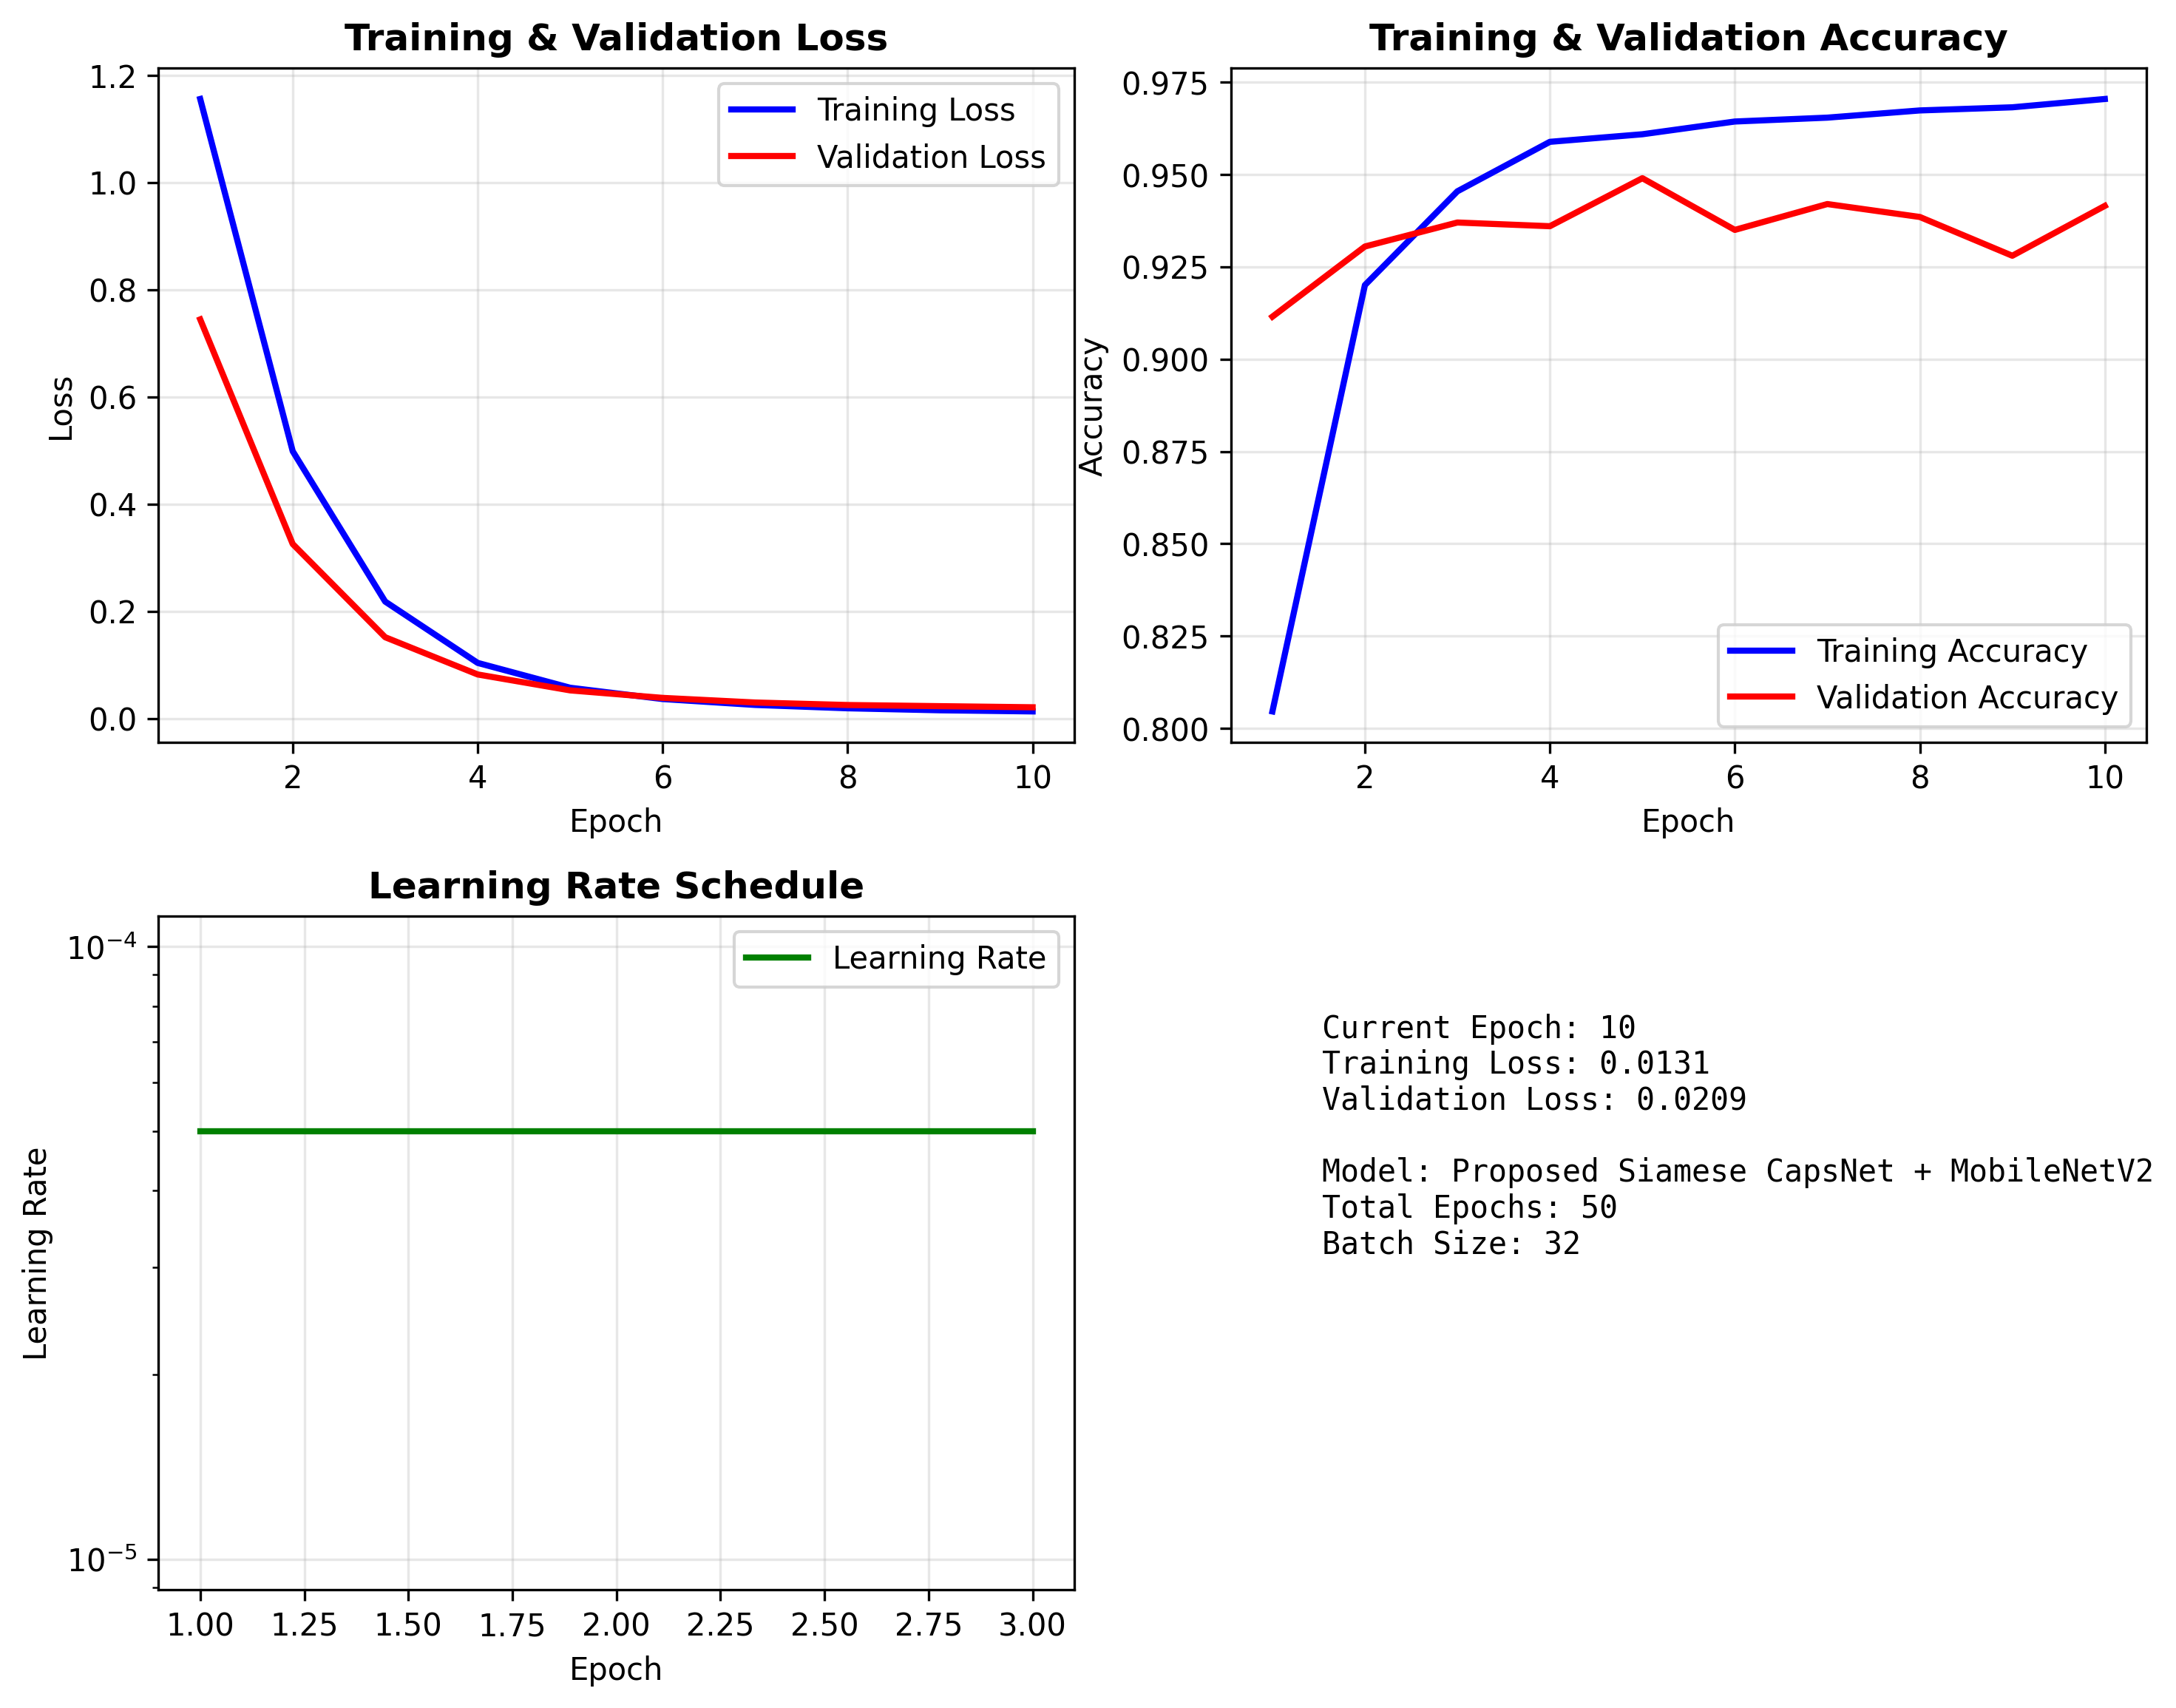 Training & Validation Loss
1.2
1.0
0.8
0.6
0.4
0.2
0.0
Loss
Training Loss
Validation Loss
2 4 6 8 10
Epoch
Training & Validation Accuracy
0.975
0.950
0.925
0.900
0.875
0.850
0.825
0.800
Accuracy
Training Accuracy
Validation Accuracy
2 4 6 8 10
Epoch
Learning Rate Schedule
10⁻⁴
10⁻⁵
Learning Rate
Learning Rate
1.00 1.25 1.50 1.75 2.00 2.25 2.50 2.75 3.00
Epoch
Current Epoch: 10
Training Loss: 0.0131
Validation Loss: 0.0209
Model: Proposed Siamese CapsNet + MobileNetV2
Total Epochs: 50
Batch Size: 32